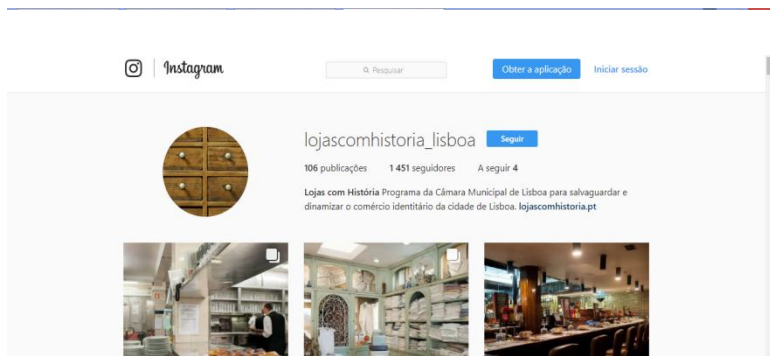 Instagram
Pesquisar
Obter a aplicação
Iniciar sessão
lojascomhistoria_lisboa
Seguir
106 publicações 1 451 seguidores A seguir 4
Lojas com História Programa da Câmara Municipal de Lisboa para salvaguardar e
dinamizar o comércio identitário da cidade de Lisboa. lojascomhistoria.pt